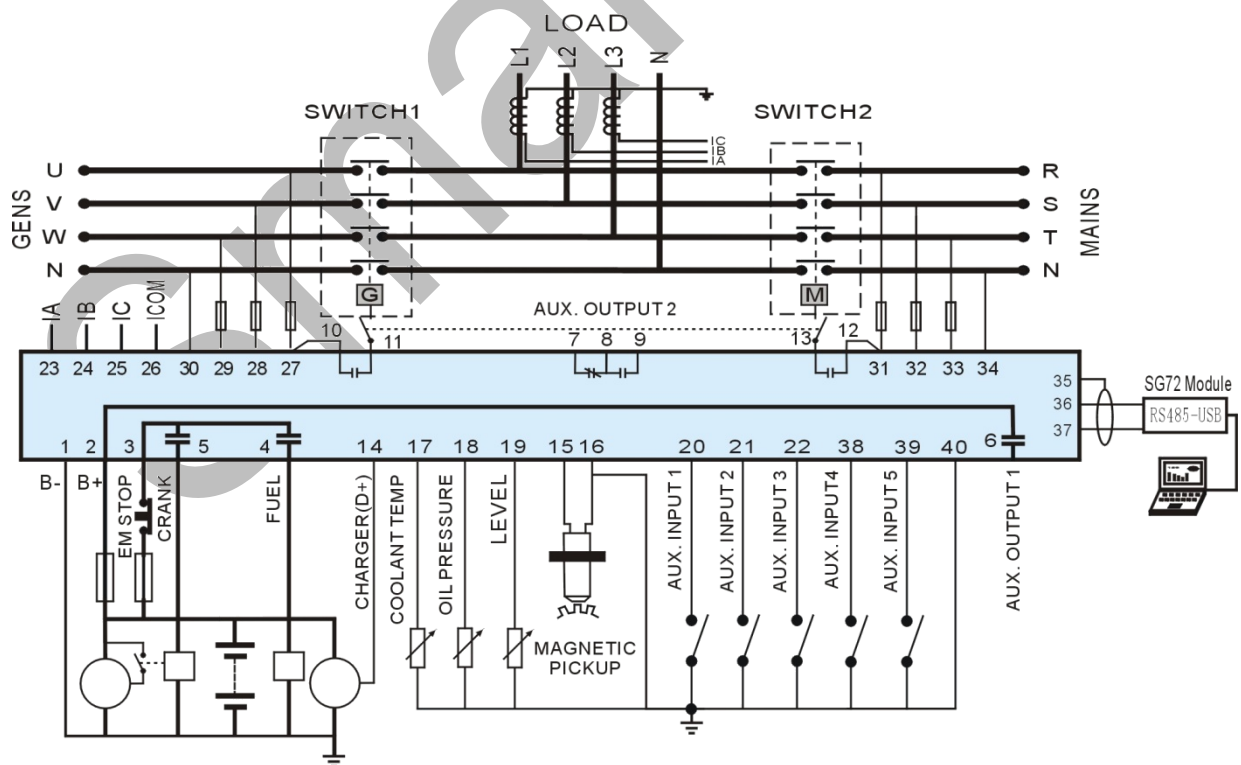 LOAD
L1
L2
L3
N
SWITCH1
SWITCH2
IC
IB
IA
GENS
U
V
W
N
R
S
T
N
MAINS
G
M
AUX. OUTPUT 2
IA
IB
IC
ICOM
10
11
7
8
9
13
12
23
24
25
26
30
29
28
27
31
32
33
34
35
36
37
SG72 Module
RS485-USB
1
2
3
5
4
14
17
18
19
15
16
20
21
22
38
39
40
6
B-
B+
EM STOP
CRANK
FUEL
CHARGER(D+)
COOLANT TEMP
OIL PRESSURE
LEVEL
MAGNETIC
PICKUP
AUX. INPUT 1
AUX. INPUT 2
AUX. INPUT 3
AUX. INPUT 4
AUX. INPUT 5
AUX. OUTPUT 1